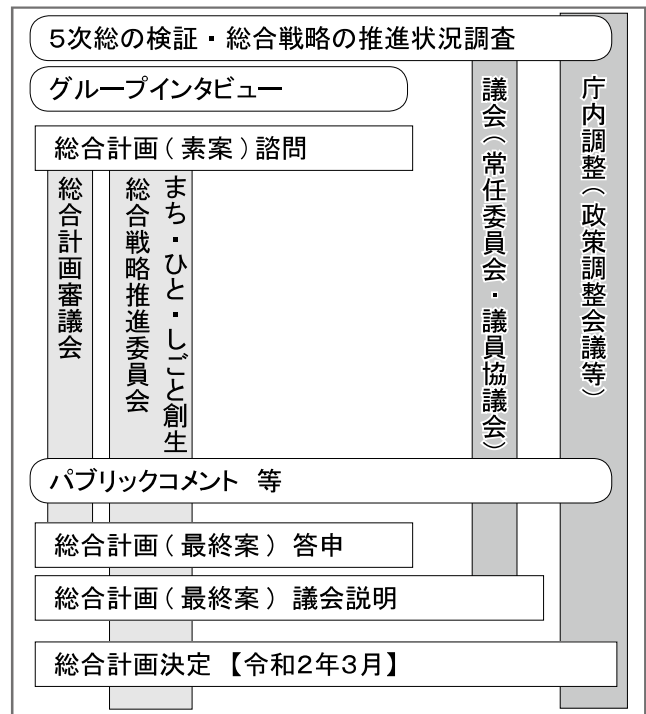 ５次総の検証・総合戦略の推進状況調査
グループインタビュー
総合計画（素案）諮問
総合計画審議会
まち・ひと・しごと創生
総合戦略推進委員会
議会（常任委員会・議員協議会）
庁内調整（政策調整会議等）
パブリックコメント　等
総合計画（最終案）答申
総合計画（最終案）議会説明
総合計画決定【令和２年３月】